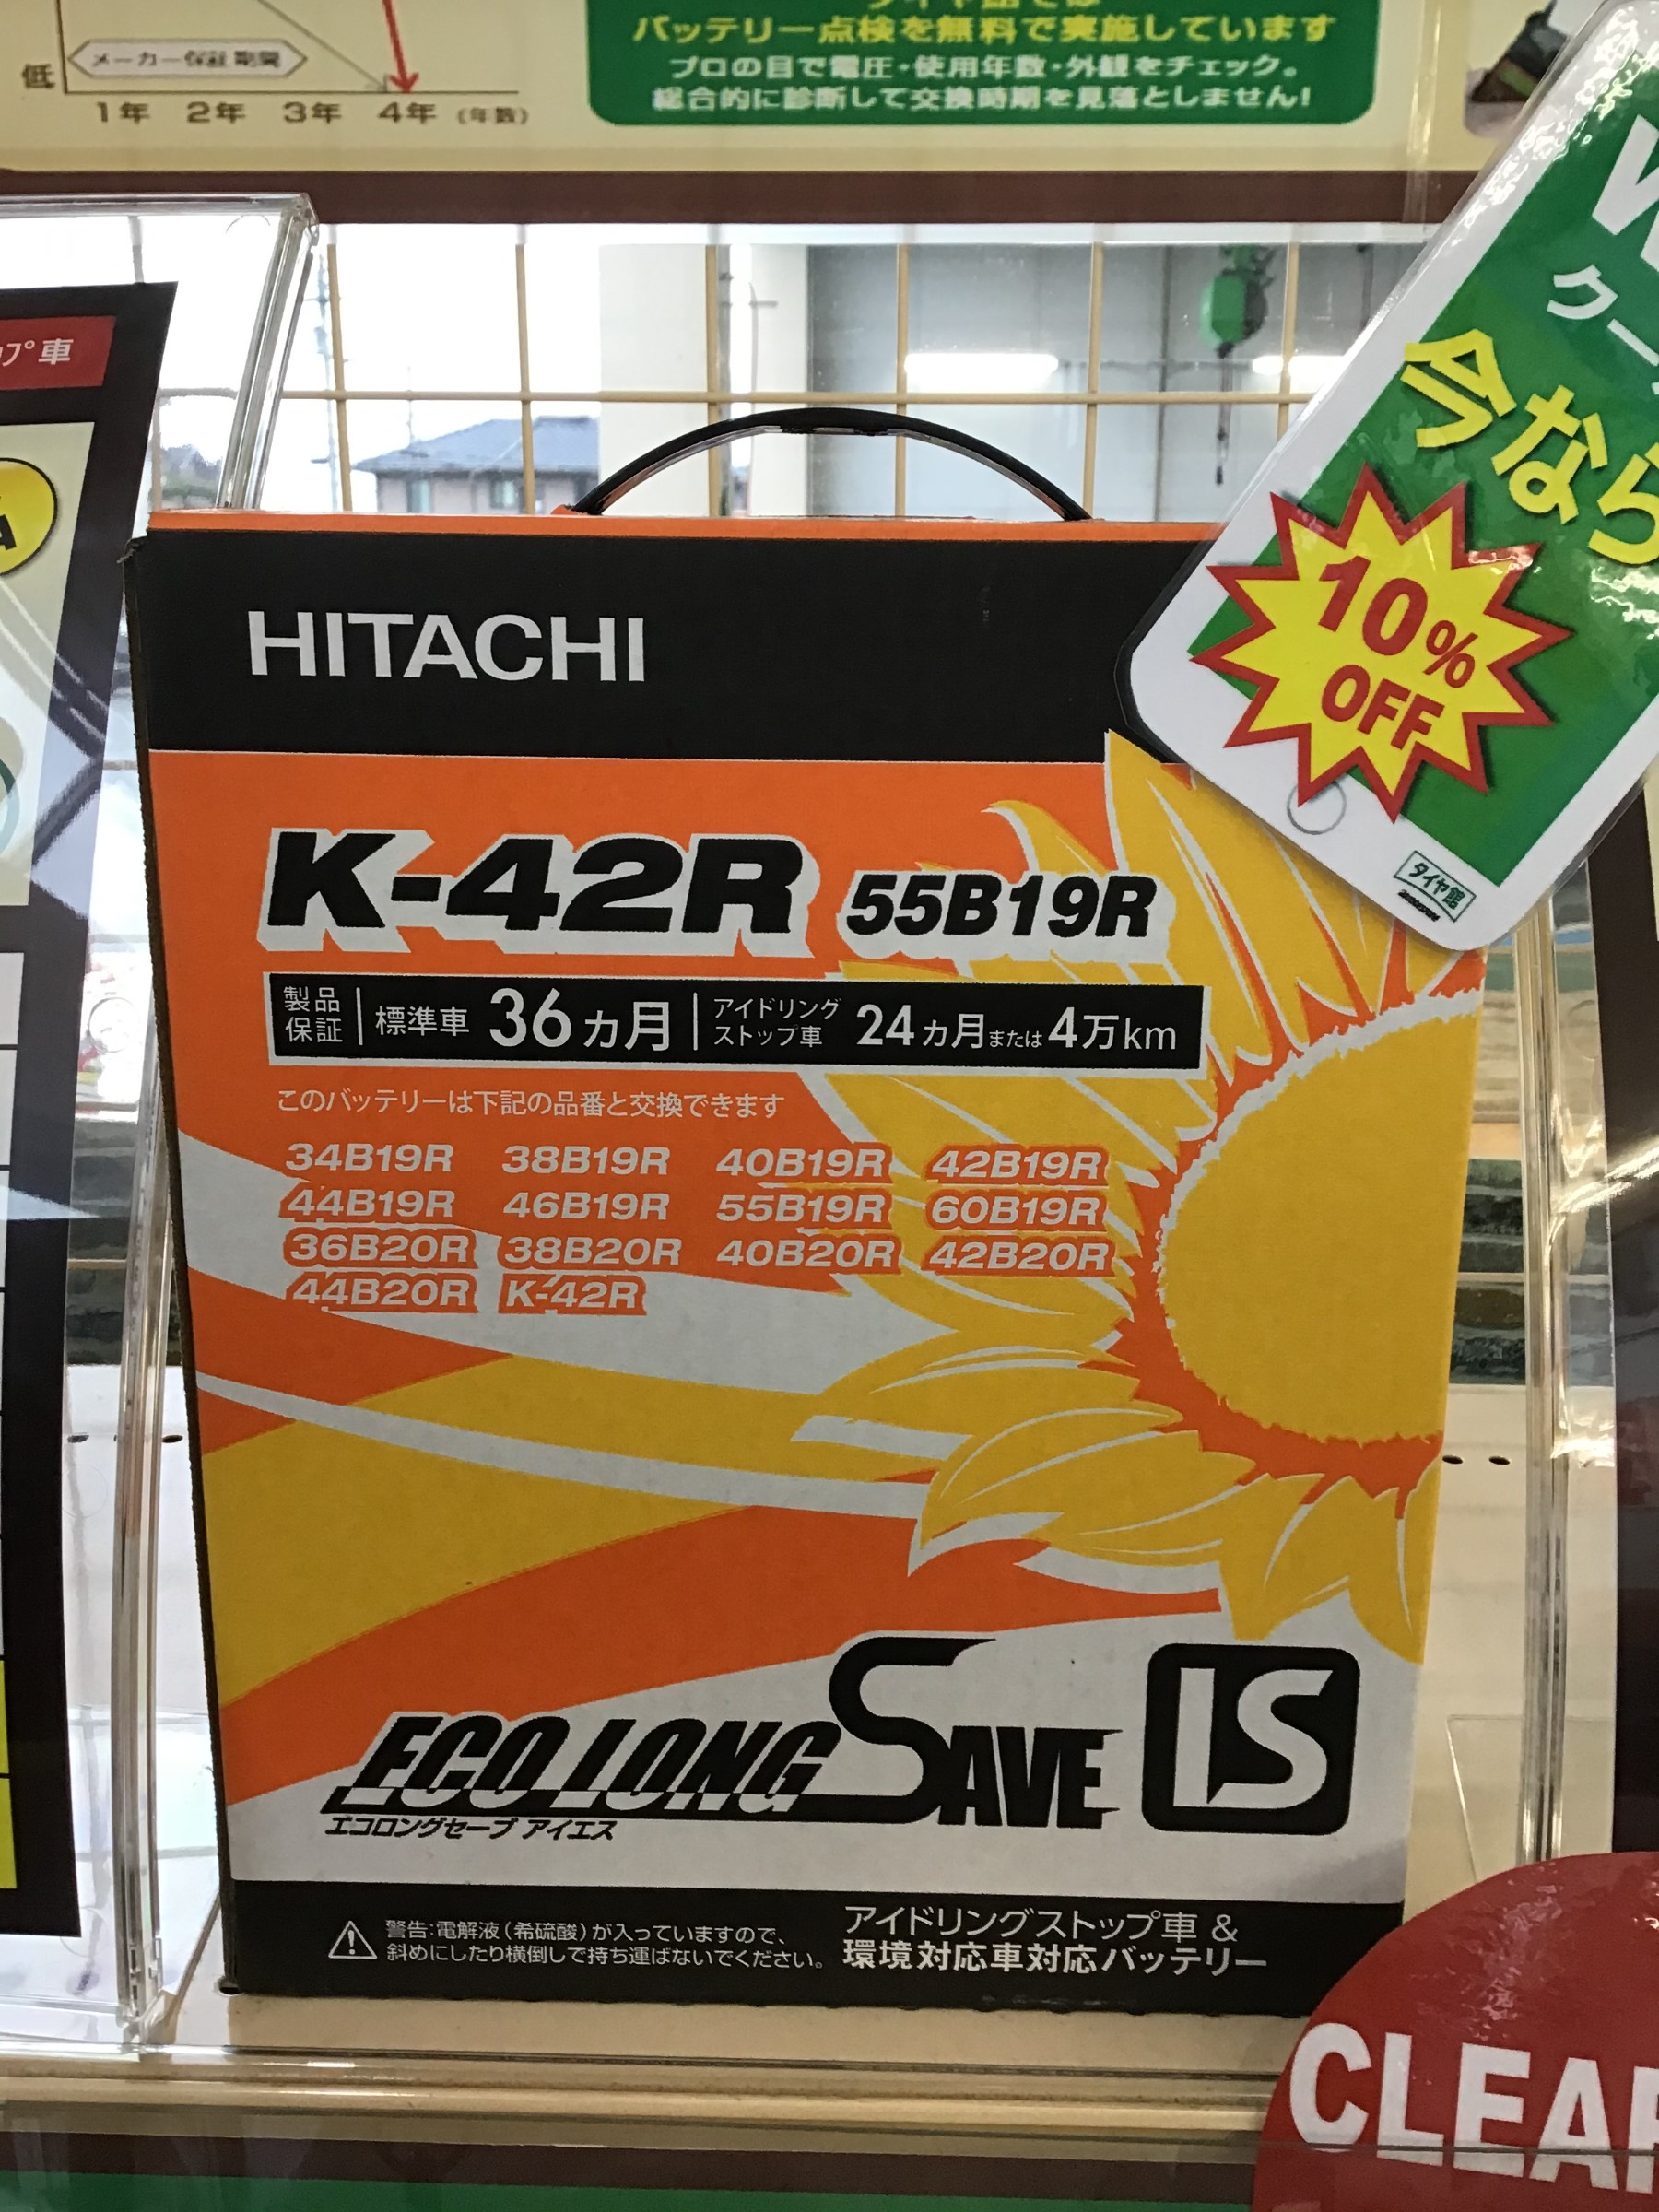 バッテリー点検を無料で実施しています
プロの目で電圧・使用年数・外観をチェック。
総合的に診断して交換時期を見落としません!
メーカー保証期間
低
1年 2年 3年 4年 (年数)
プ車
今なら
10%
OFF
タイヤ館
HITACHI
K-42R 55B19R
製品保証 標準車 36カ月 アイドリングストップ車 24カ月または4万km
このバッテリーは下記の品番と交換できます
34B19R 38B19R 40B19R 42B19R
44B19R 46B19R 55B19R 60B19R
36B20R 38B20R 40B20R 42B20R
44B20R K-42R
ECO LONG SAVE IS
エコロングセーブ アイエス
警告:電解液(希硫酸)が入っていますので、
斜めにしたり横倒しで持ち運ばないでください。
アイドリングストップ車 &
環境対応車対応バッテリー
CLEAR